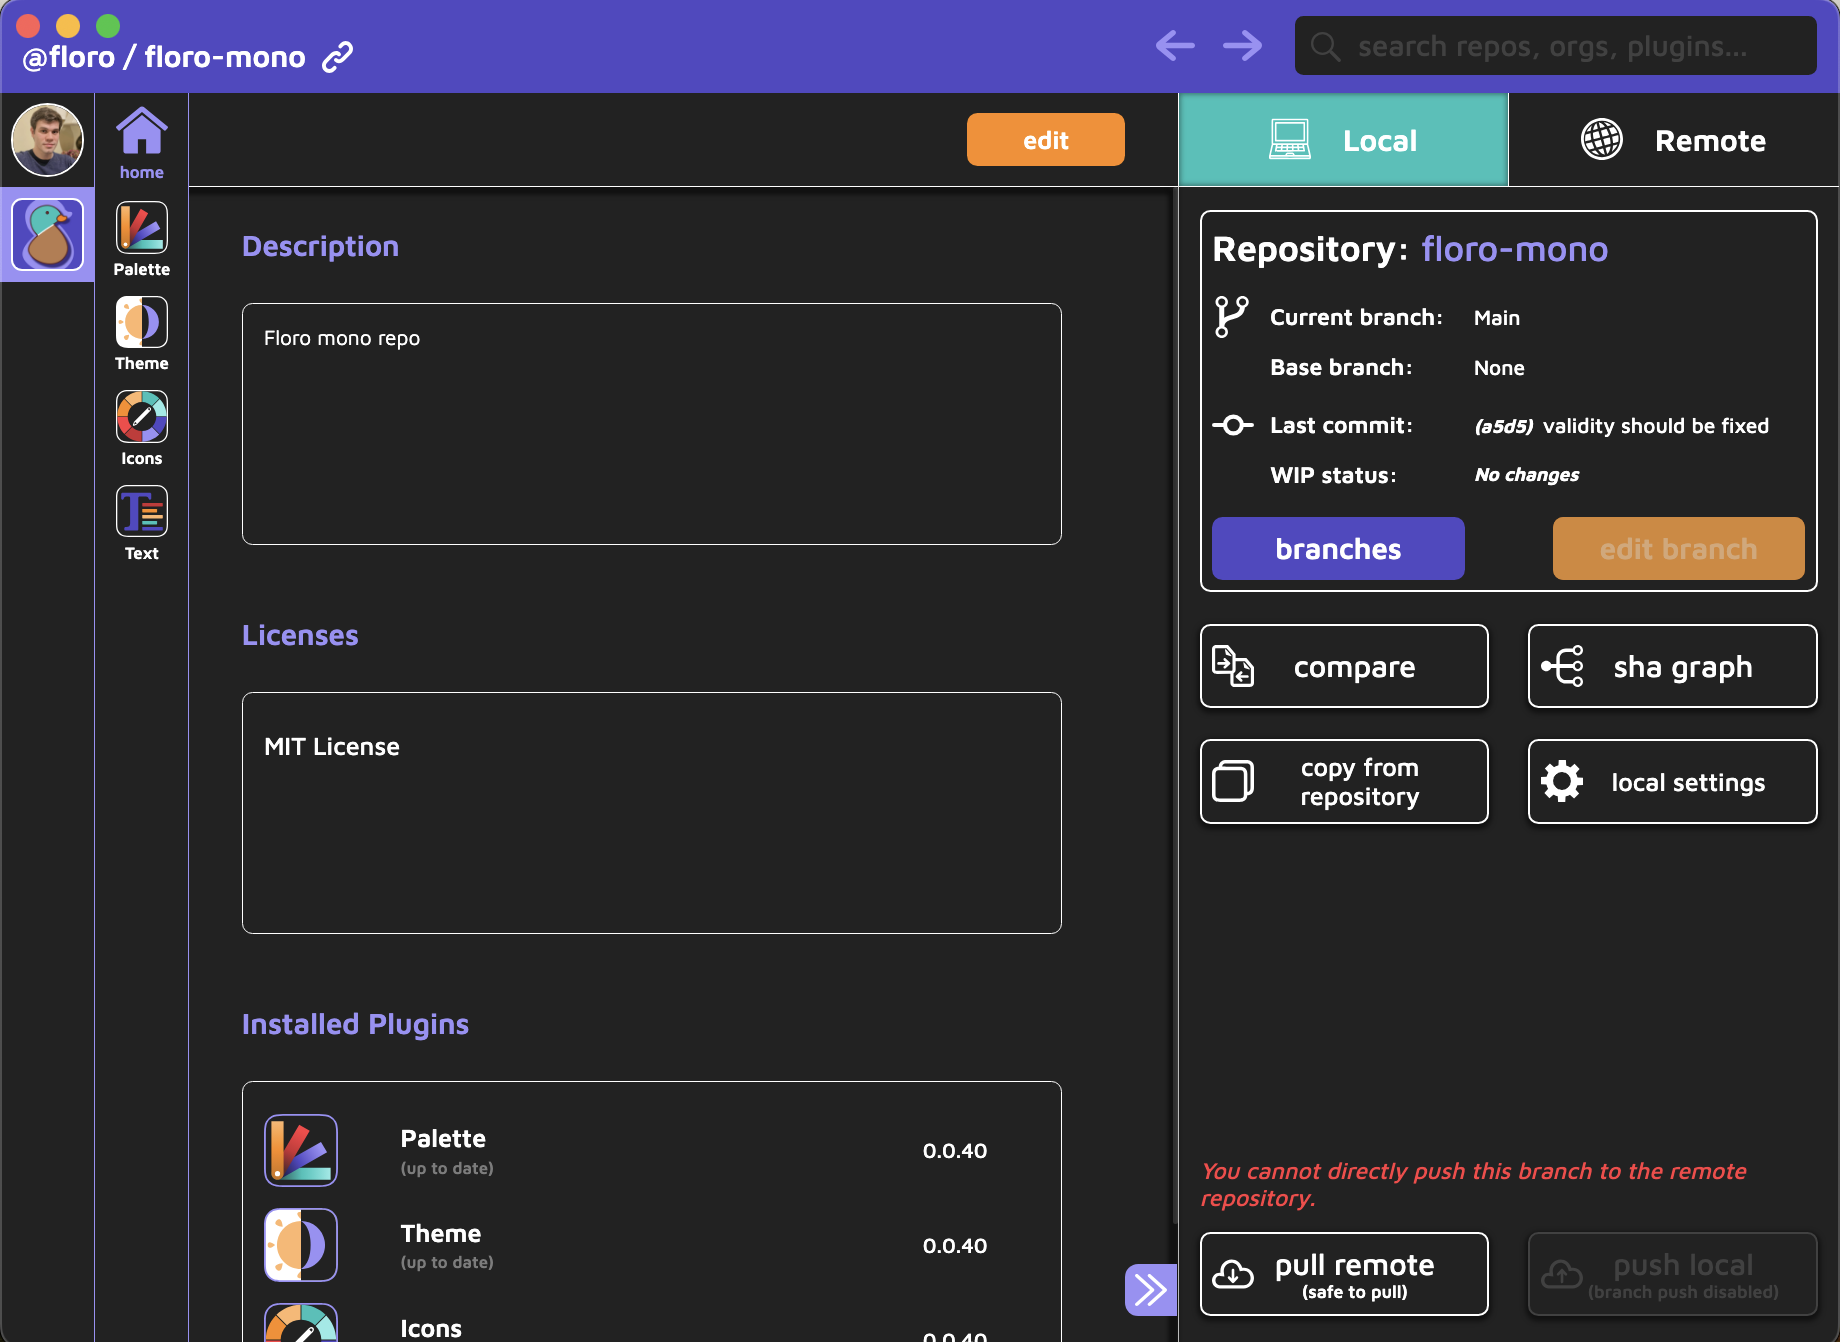 @floro / floro-mono
search repos, orgs, plugins...
home
Palette
Theme
Icons
Text
edit
Description
Floro mono repo
Licenses
MIT License
Installed Plugins
Palette
(up to date)
0.0.40
Theme
(up to date)
0.0.40
Icons
0.0.40
Local
Remote
Repository: floro-mono
Current branch: Main
Base branch: None
Last commit: (a5d5) validity should be fixed
WIP status: No changes
branches
edit branch
compare
sha graph
copy from
repository
local settings
You cannot directly push this branch to the remote
repository.
pull remote
(safe to pull)
push local
(branch push disabled)